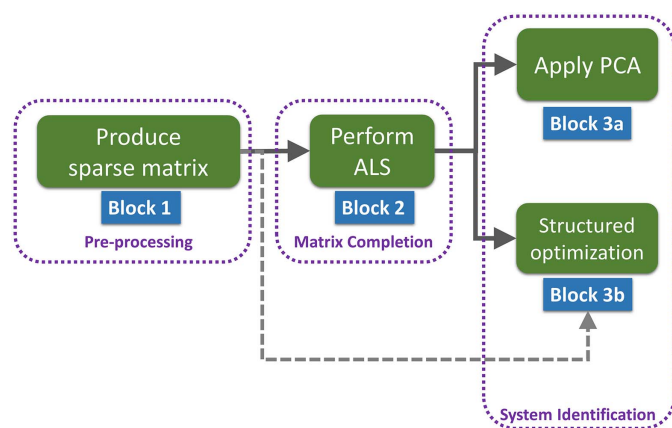 Produce
sparse matrix
Block 1
Pre-processing
Perform
ALS
Block 2
Matrix Completion
Apply PCA
Block 3a
Structured
optimization
Block 3b
System Identification